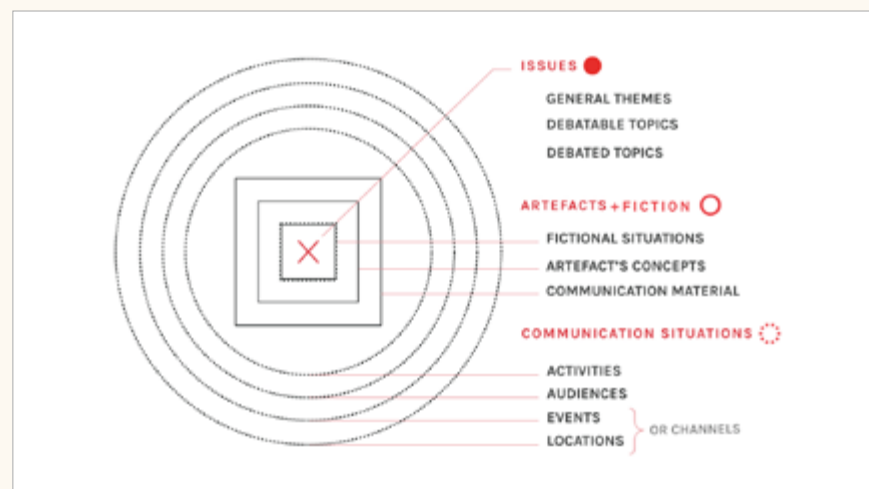 ISSUES
GENERAL THEMES
DEBATABLE TOPICS
DEBATED TOPICS
ARTEFACTS+FICTION
FICTIONAL SITUATIONS
ARTEFACT'S CONCEPTS
COMMUNICATION MATERIAL
COMMUNICATION SITUATIONS
ACTIVITIES
AUDIENCES
EVENTS
OR CHANNELS
LOCATIONS